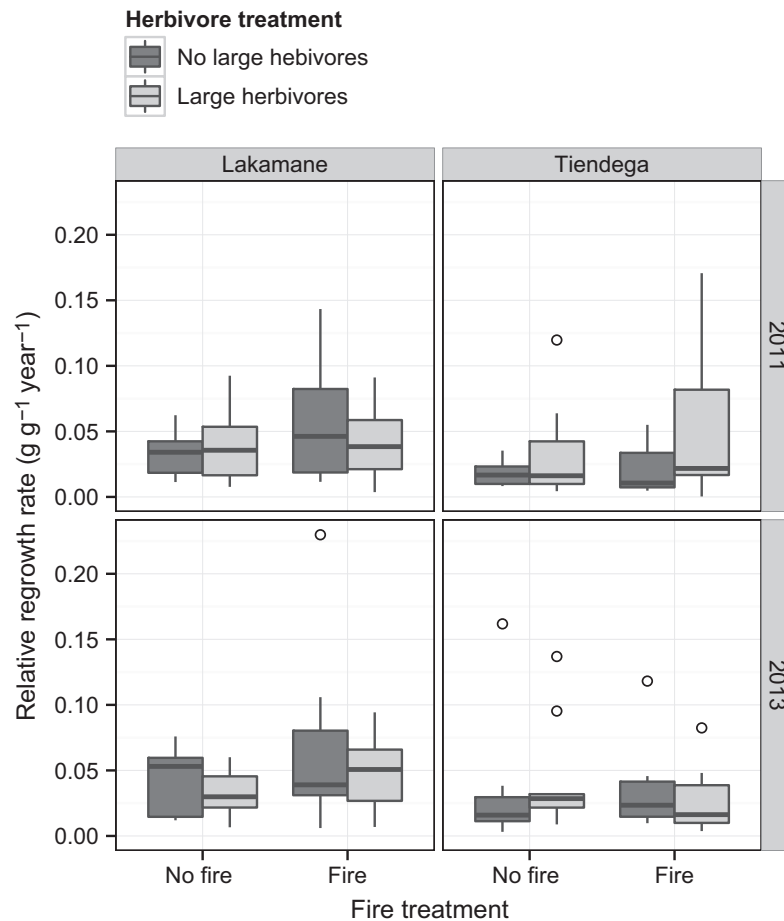 Herbivore treatment
No large hebivores
Large herbivores
Lakamane
Tiendega
0.20
0.15
0.10
0.05
0.00
2011
0.20
0.15
0.10
0.05
0.00
2013
Relative regrowth rate (g g⁻¹ year⁻¹)
No fire
Fire
No fire
Fire
Fire treatment